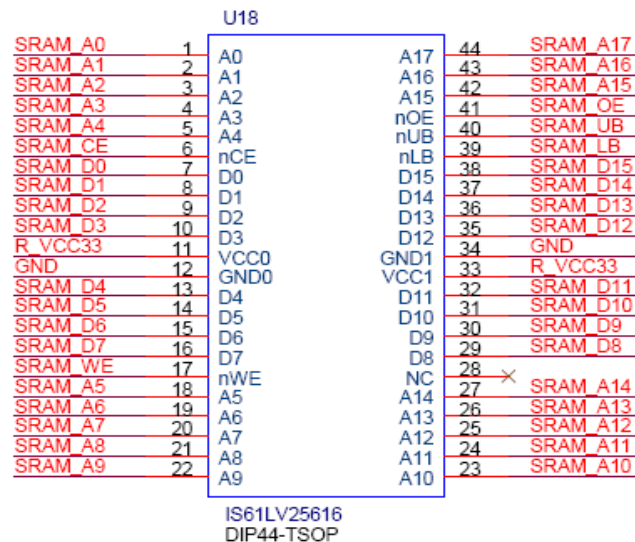 U18
SRAM_A0 1 A0 A17 44 SRAM_A17
SRAM_A1 2 A1 A16 43 SRAM_A16
SRAM_A2 3 A2 A15 42 SRAM_A15
SRAM_A3 4 A3 nOE 41 SRAM_OE
SRAM_A4 5 A4 nUB 40 SRAM_UB
SRAM_CE 6 nCE nLB 39 SRAM_LB
SRAM_D0 7 D0 D15 38 SRAM_D15
SRAM_D1 8 D1 D14 37 SRAM_D14
SRAM_D2 9 D2 D13 36 SRAM_D13
SRAM_D3 10 D3 D12 35 SRAM_D12
R_VCC33 11 VCC0 GND1 34 GND
GND 12 GND0 VCC1 33 R_VCC33
SRAM_D4 13 D4 D11 32 SRAM_D11
SRAM_D5 14 D5 D10 31 SRAM_D10
SRAM_D6 15 D6 D9 30 SRAM_D9
SRAM_D7 16 D7 D8 29 SRAM_D8
SRAM_WE 17 nWE NC 28
SRAM_A5 18 A5 A14 27 SRAM_A14
SRAM_A6 19 A6 A13 26 SRAM_A13
SRAM_A7 20 A7 A12 25 SRAM_A12
SRAM_A8 21 A8 A11 24 SRAM_A11
SRAM_A9 22 A9 A10 23 SRAM_A10
IS61LV25616
DIP44-TSOP